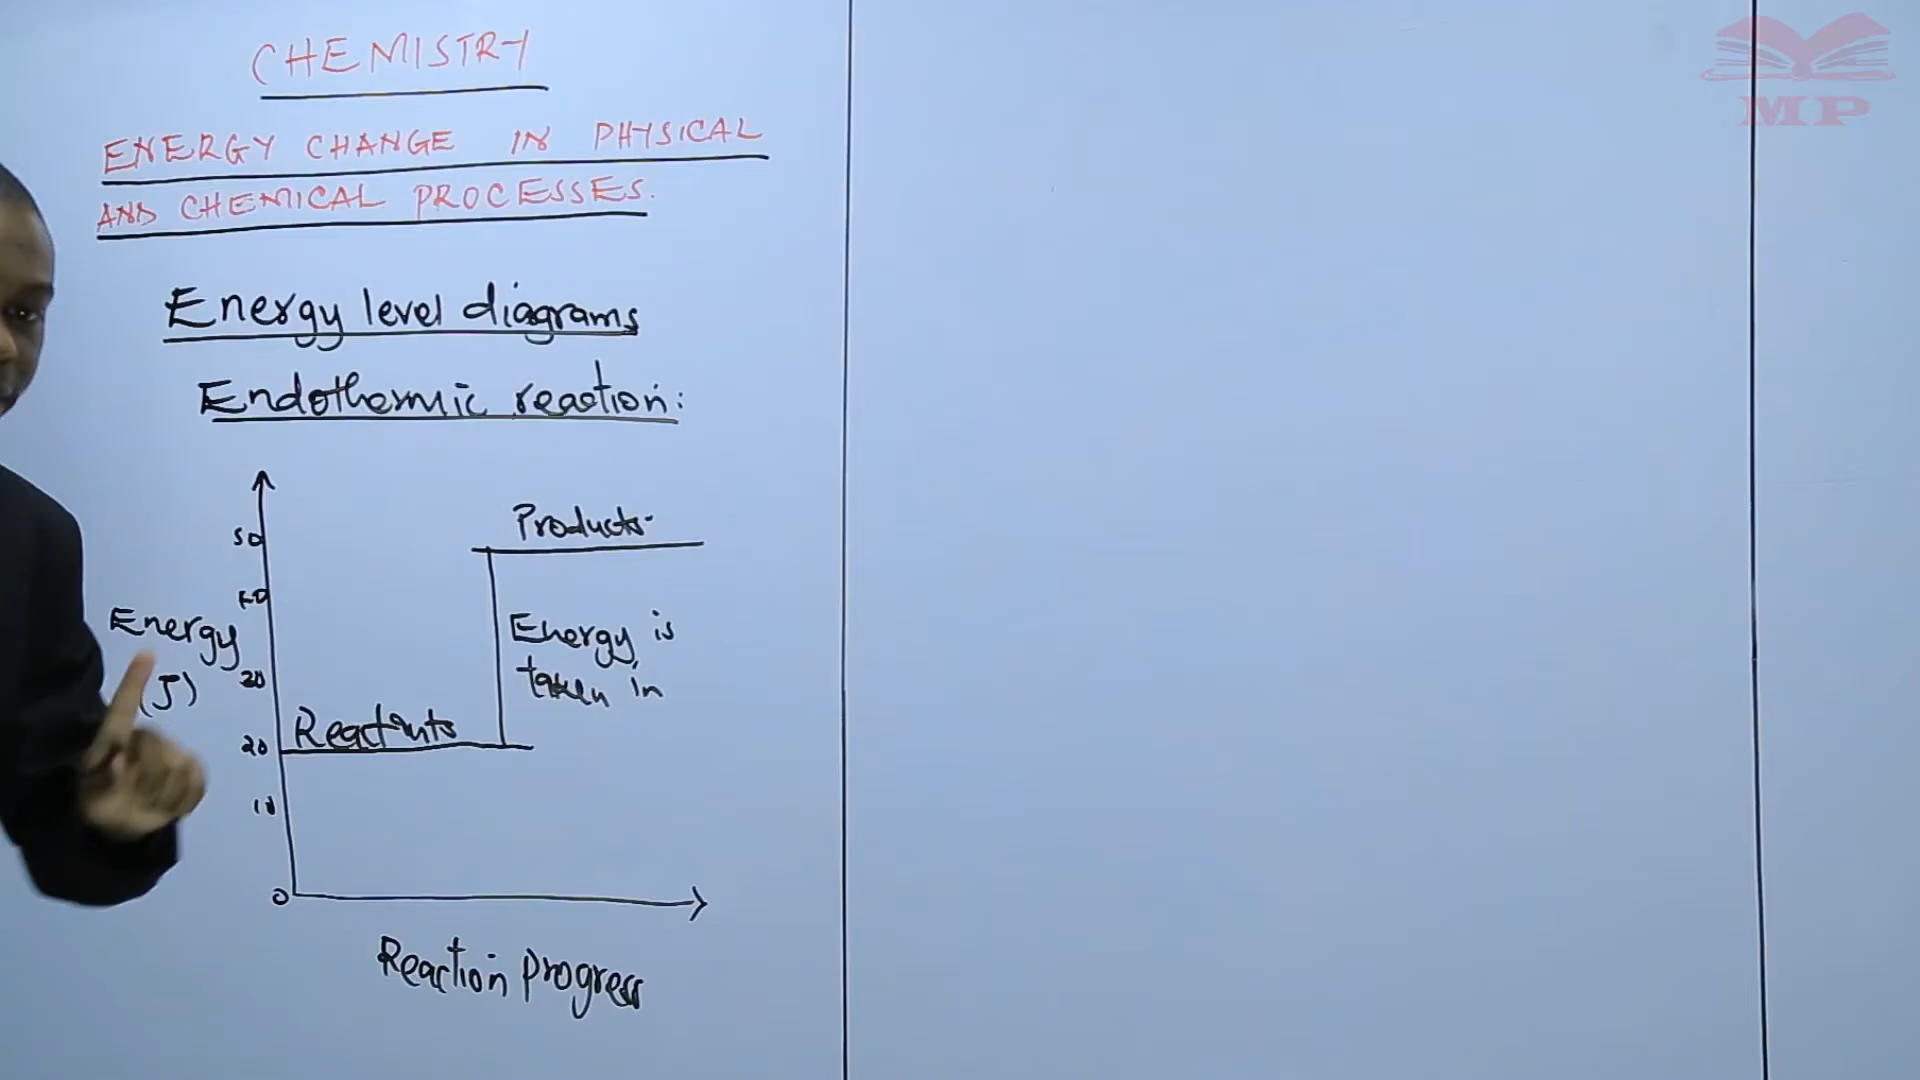 CHEMISTRY
ENERGY CHANGE IN PHYSICAL
AND CHEMICAL PROCESSES.
Energy level diagrams
Endothermic reaction:
Products
50
40
Energy
(J)
Energy is
taken in
30
Reactants
20
10
0
Reaction progress
MP